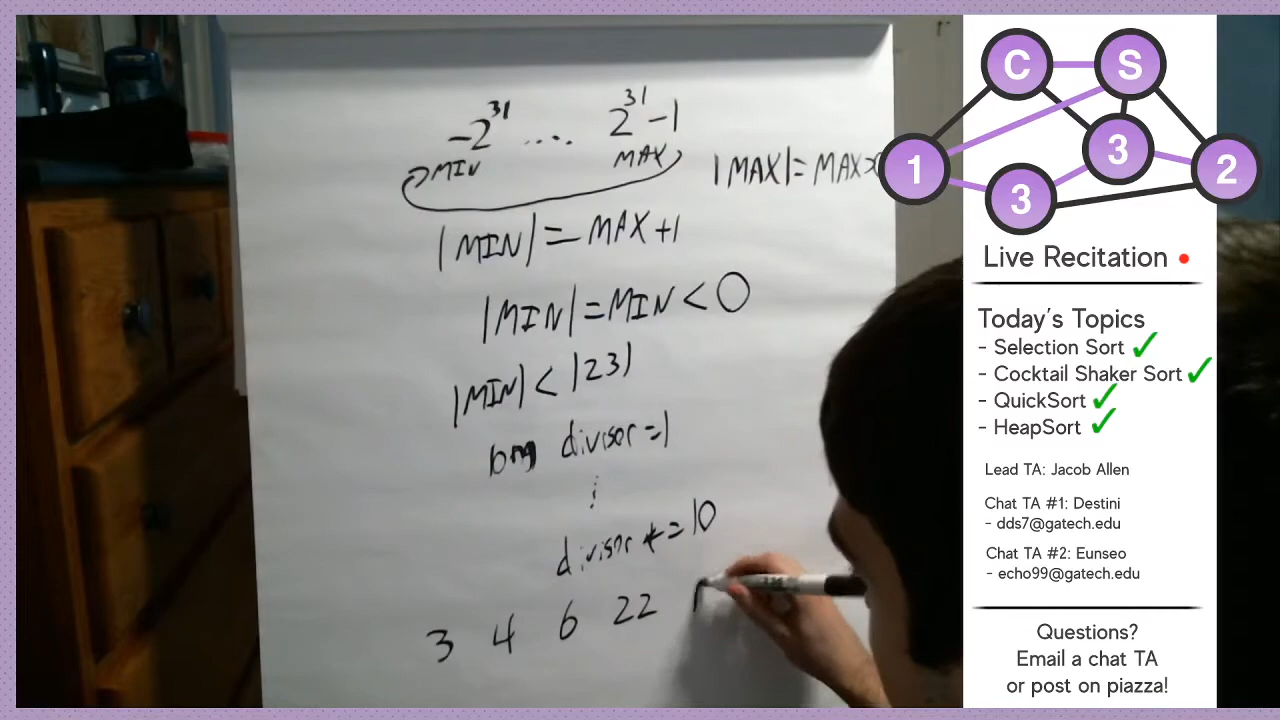 -2^31 .... 2^31 -1
MIN MAX
|MAX| = MAX >
|MIN| = MAX +1
|MIN| = MIN < 0
|MIN| < |23|
long divisor = 1
⋮
divisor *= 10
3 4 6 22
C S
1 3 3 2
Live Recitation
Today's Topics
- Selection Sort ✓
- Cocktail Shaker Sort ✓
- QuickSort ✓
- HeapSort ✓
Lead TA: Jacob Allen
Chat TA #1: Destini
- dds7@gatech.edu
Chat TA #2: Eunseo
- echo99@gatech.edu
Questions?
Email a chat TA
or post on piazza!